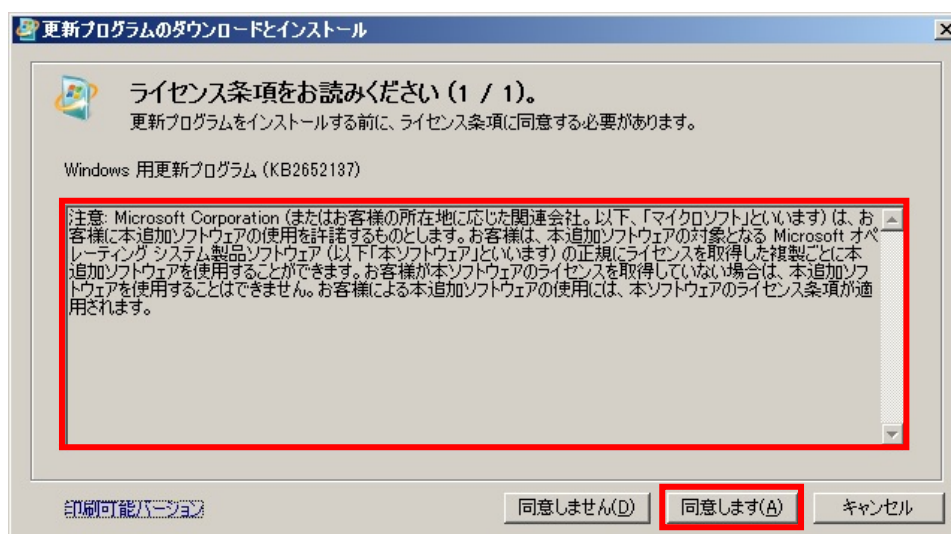 更新プログラムのダウンロードとインストール
ライセンス条項をお読みください (1 / 1)。
更新プログラムをインストールする前に、ライセンス条項に同意する必要があります。
Windows 用更新プログラム (KB2652137)
注意: Microsoft Corporation (またはお客様の所在地に応じた関連会社。以下、「マイクロソフト」といいます) は、お
客様に本追加ソフトウェアの使用を許諾するものとします。お客様は、本追加ソフトウェアの対象となる Microsoft オペ
レーティング システム製品ソフトウェア (以下「本ソフトウェア」といいます) の正規にライセンスを取得した複製ごとに本
追加ソフトウェアを使用することができます。お客様が本ソフトウェアのライセンスを取得していない場合は、本追加ソフ
トウェアを使用することはできません。お客様による本追加ソフトウェアの使用には、本ソフトウェアのライセンス条項が適
用されます。
印刷可能バージョン
同意しません(D)
同意します(A)
キャンセル